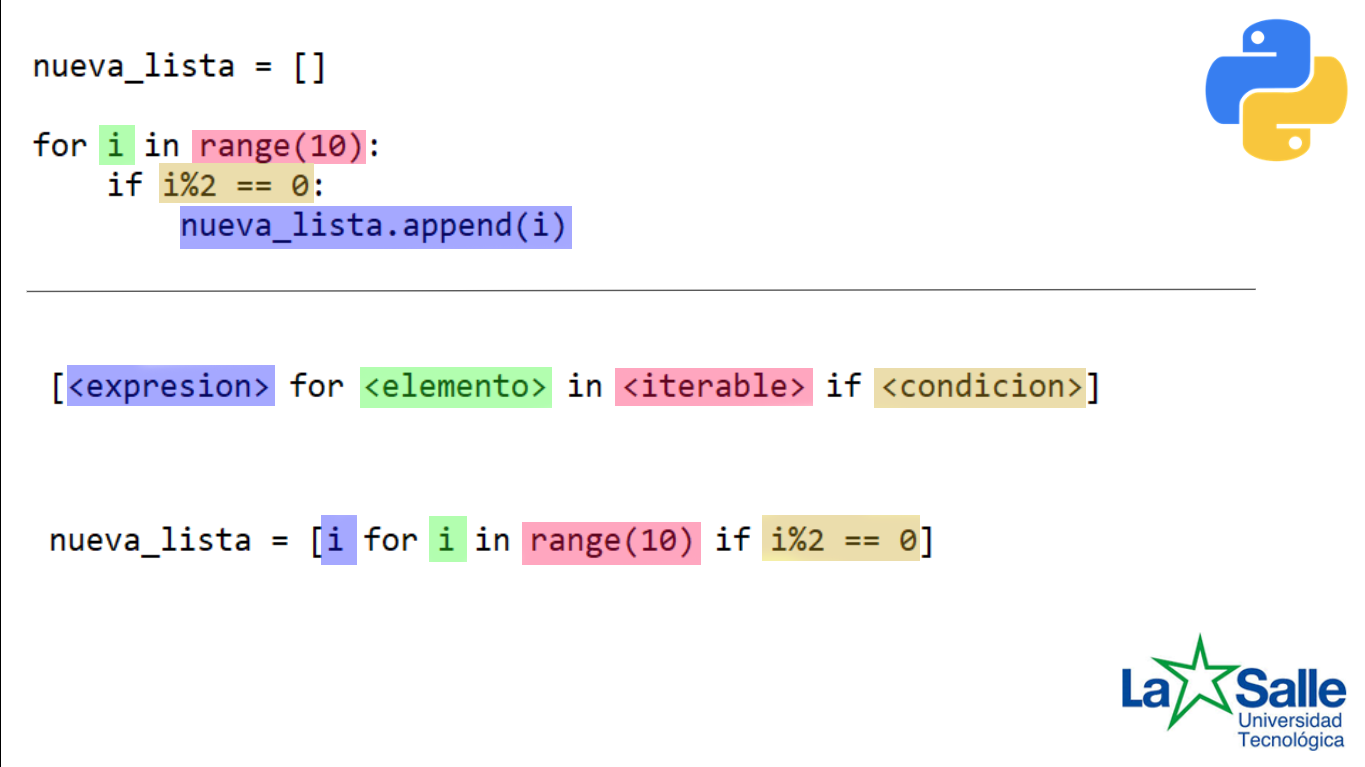 nueva_lista = []
for i in range(10):
if i%2 == 0:
nueva_lista.append(i)
[<expresion> for <elemento> in <iterable> if <condicion>]
nueva_lista = [i for i in range(10) if i%2 == 0]
La Salle
Universidad
Tecnológica